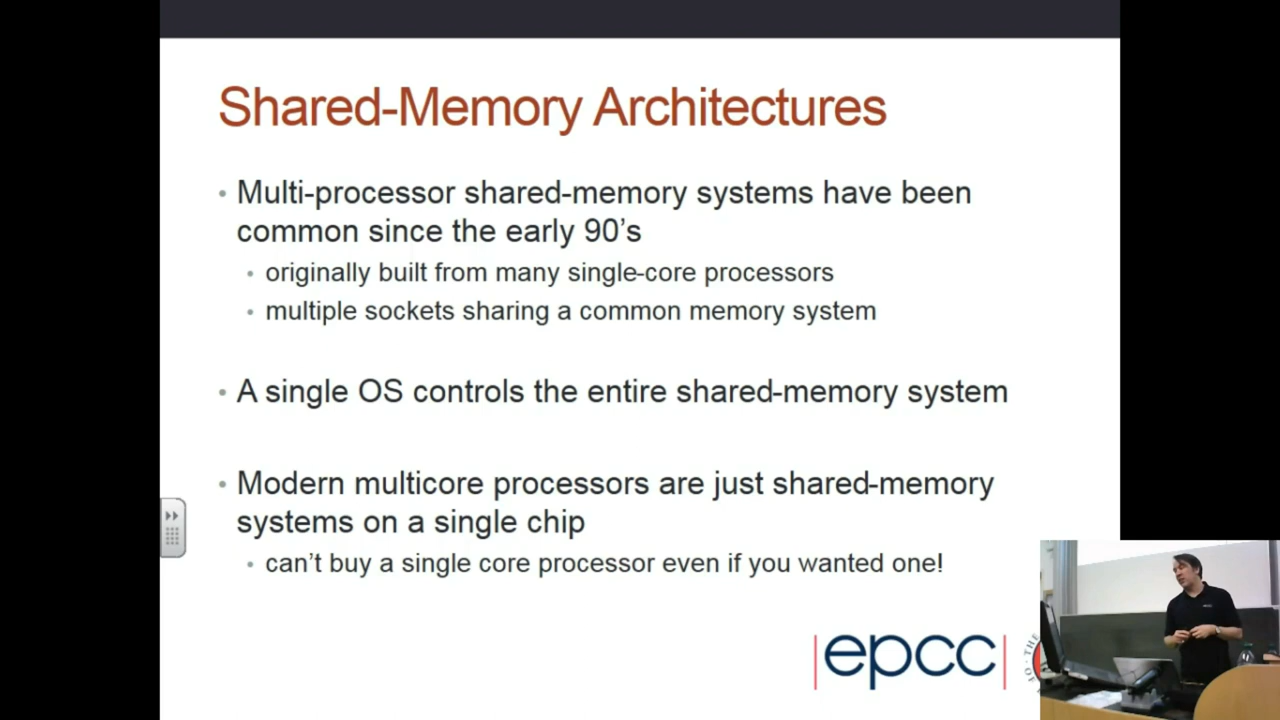 Shared-Memory Architectures
• Multi-processor shared-memory systems have been
common since the early 90’s
• originally built from many single-core processors
• multiple sockets sharing a common memory system
• A single OS controls the entire shared-memory system
• Modern multicore processors are just shared-memory
systems on a single chip
• can’t buy a single core processor even if you wanted one!
|epcc|